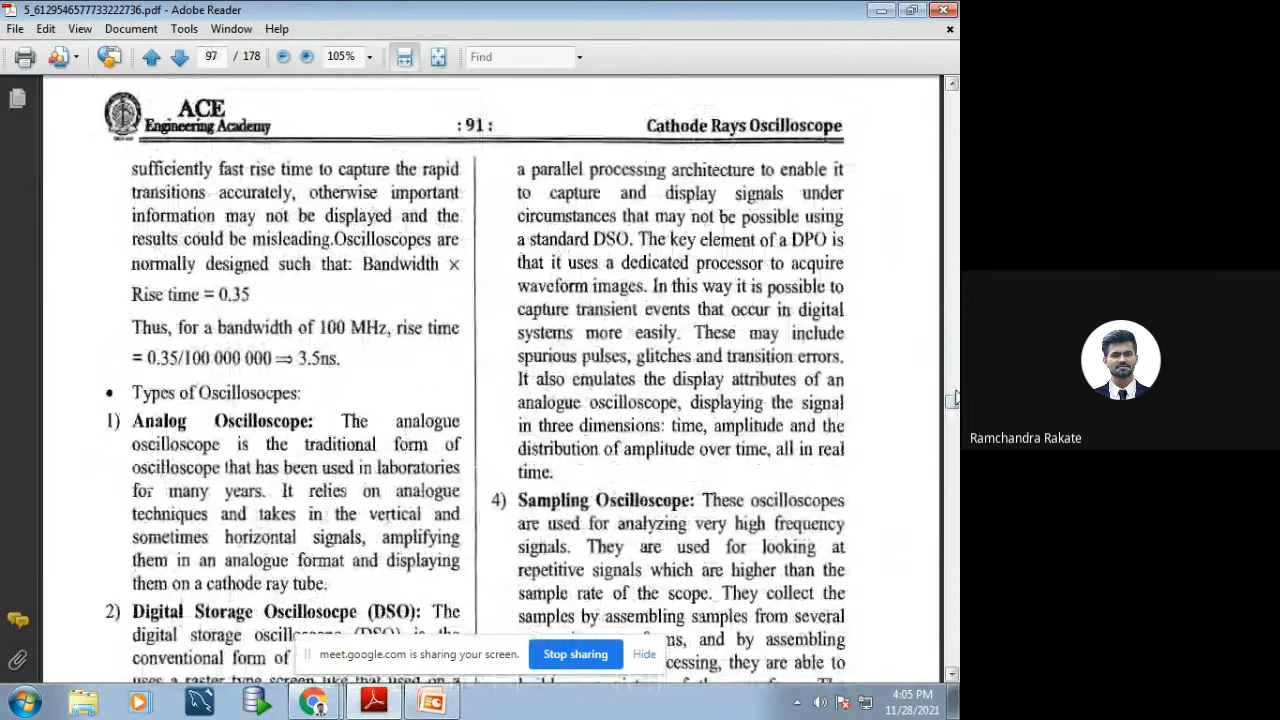 5_6129546577733222736.pdf - Adobe Reader
File Edit View Document Tools Window Help
97 / 178 105% Find
ACE
Engineering Academy
: 91 :
Cathode Rays Oscilloscope
sufficiently fast rise time to capture the rapid
transitions accurately, otherwise important
information may not be displayed and the
results could be misleading.Oscilloscopes are
normally designed such that: Bandwidth ×
Rise time = 0.35
Thus, for a bandwidth of 100 MHz, rise time
= 0.35/100 000 000 ⇒ 3.5ns.
• Types of Oscillosocpes:
1) Analog Oscilloscope: The analogue
oscilloscope is the traditional form of
oscilloscope that has been used in laboratories
for many years. It relies on analogue
techniques and takes in the vertical and
sometimes horizontal signals, amplifying
them in an analogue format and displaying
them on a cathode ray tube.
2) Digital Storage Oscillosocpe (DSO): The
digital storage oscilloscope (DSO) is the
conventional form of
uses a raster type screen like that used on a
a parallel processing architecture to enable it
to capture and display signals under
circumstances that may not be possible using
a standard DSO. The key element of a DPO is
that it uses a dedicated processor to acquire
waveform images. In this way it is possible to
capture transient events that occur in digital
systems more easily. These may include
spurious pulses, glitches and transition errors.
It also emulates the display attributes of an
analogue oscilloscope, displaying the signal
in three dimensions: time, amplitude and the
distribution of amplitude over time, all in real
time.
4) Sampling Oscilloscope: These oscilloscopes
are used for analyzing very high frequency
signals. They are used for looking at
repetitive signals which are higher than the
sample rate of the scope. They collect the
samples by assembling samples from several
and by assembling
they are able to
meet.google.com is sharing your screen.
Stop sharing
Hide
Ramchandra Rakate
4:05 PM
11/28/2021